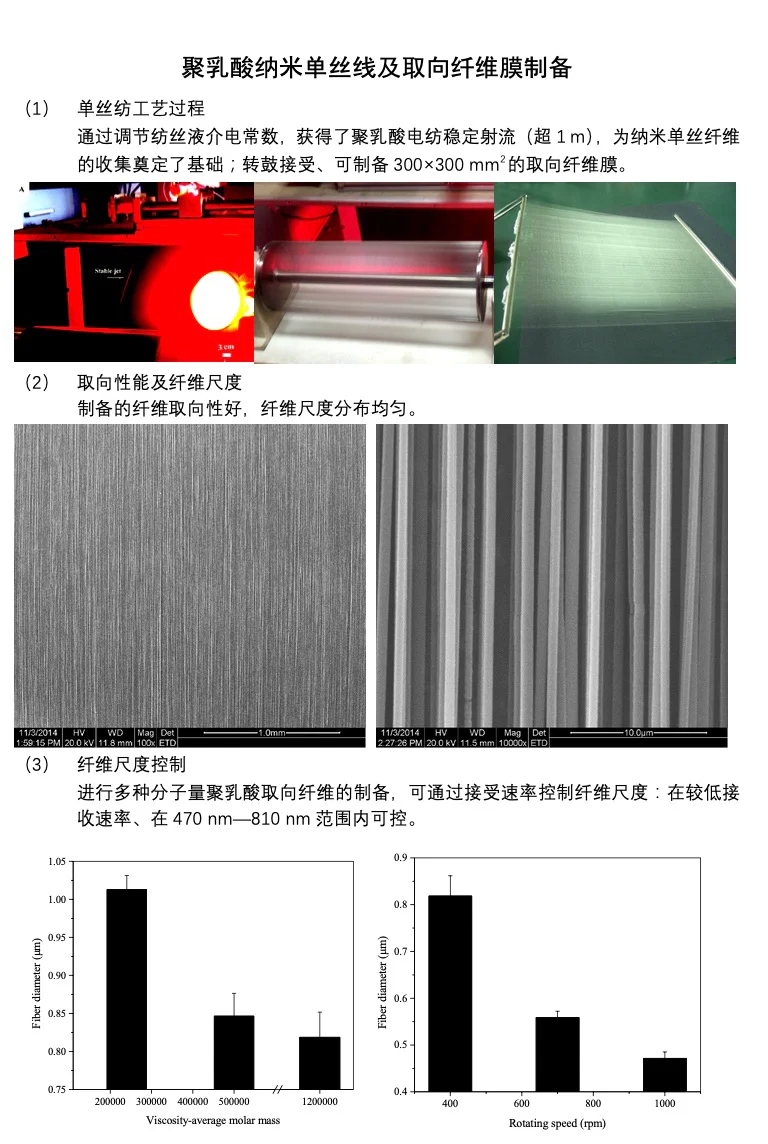 聚乳酸纳米单丝线及取向纤维膜制备
（1） 单丝纺工艺过程
通过调节纺丝液介电常数，获得了聚乳酸电纺稳定射流（超 1 m），为纳米单丝纤维
的收集奠定了基础；转鼓接受、可制备 300×300 mm²的取向纤维膜。
A
Stable jet
3 cm
（2） 取向性能及纤维尺度
制备的纤维取向性好，纤维尺度分布均匀。
11/3/2014 HV WD Mag Det 1.0mm
1:59:15 PM 20.0 kV 11.8 mm 100x ETD
11/3/2014 HV WD Mag Det 10.0µm
2:27:26 PM 20.0 kV 11.5 mm 10000x ETD
（3） 纤维尺度控制
进行多种分子量聚乳酸取向纤维的制备，可通过接受速率控制纤维尺度：在较低接
收速率、在 470 nm—810 nm 范围内可控。
Fiber diameter (µm)
1.05
1.00
0.95
0.90
0.85
0.80
0.75
200000 300000 400000 500000 1200000
Viscosity-average molar mass
Fiber diameter (µm)
0.9
0.8
0.7
0.6
0.5
0.4
400 600 800 1000
Rotating speed (rpm)